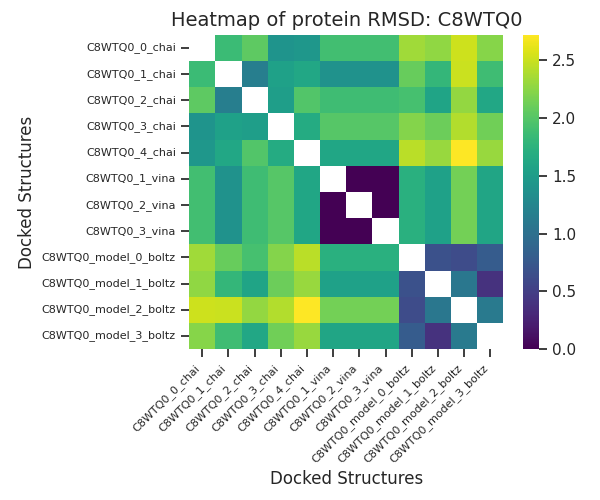 Heatmap of protein RMSD: C8WTQ0
Docked Structures
C8WTQ0_0_chai
C8WTQ0_1_chai
C8WTQ0_2_chai
C8WTQ0_3_chai
C8WTQ0_4_chai
C8WTQ0_1_vina
C8WTQ0_2_vina
C8WTQ0_3_vina
C8WTQ0_model_0_boltz
C8WTQ0_model_1_boltz
C8WTQ0_model_2_boltz
C8WTQ0_model_3_boltz
C8WTQ0_0_chai
C8WTQ0_1_chai
C8WTQ0_2_chai
C8WTQ0_3_chai
C8WTQ0_4_chai
C8WTQ0_1_vina
C8WTQ0_2_vina
C8WTQ0_3_vina
C8WTQ0_model_0_boltz
C8WTQ0_model_1_boltz
C8WTQ0_model_2_boltz
C8WTQ0_model_3_boltz
Docked Structures
2.5
2.0
1.5
1.0
0.5
0.0